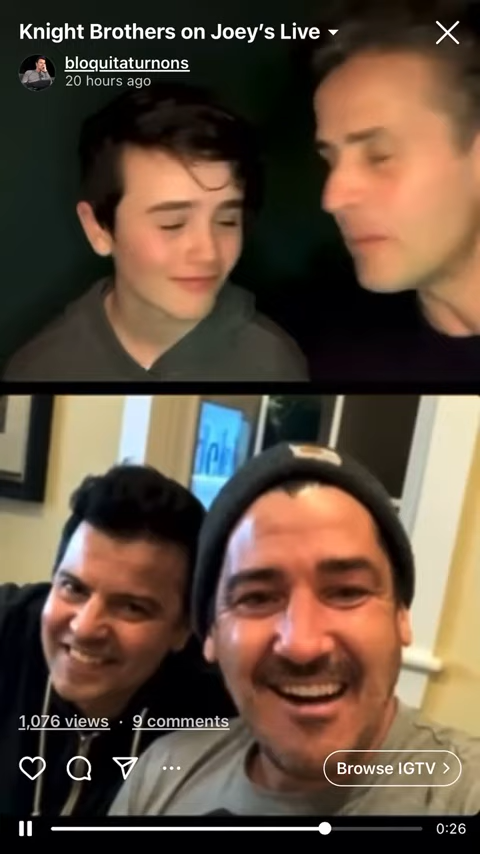 Knight Brothers on Joey's Live
bloquitaturnons
20 hours ago
1,076 views · 9 comments
Browse IGTV
0:26